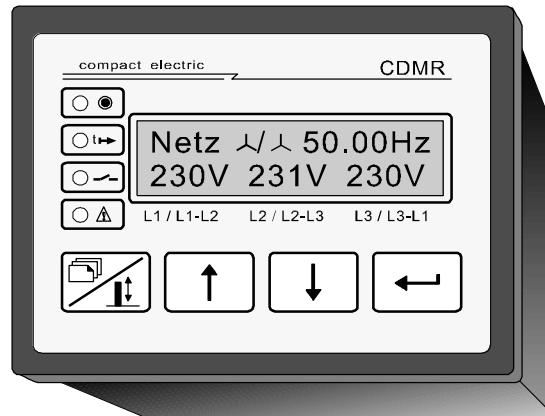 compact electric CDMR
t
Netz 人/人 50.00Hz
230V 231V 230V
L1 / L1-L2 L2 / L2-L3 L3 / L3-L1